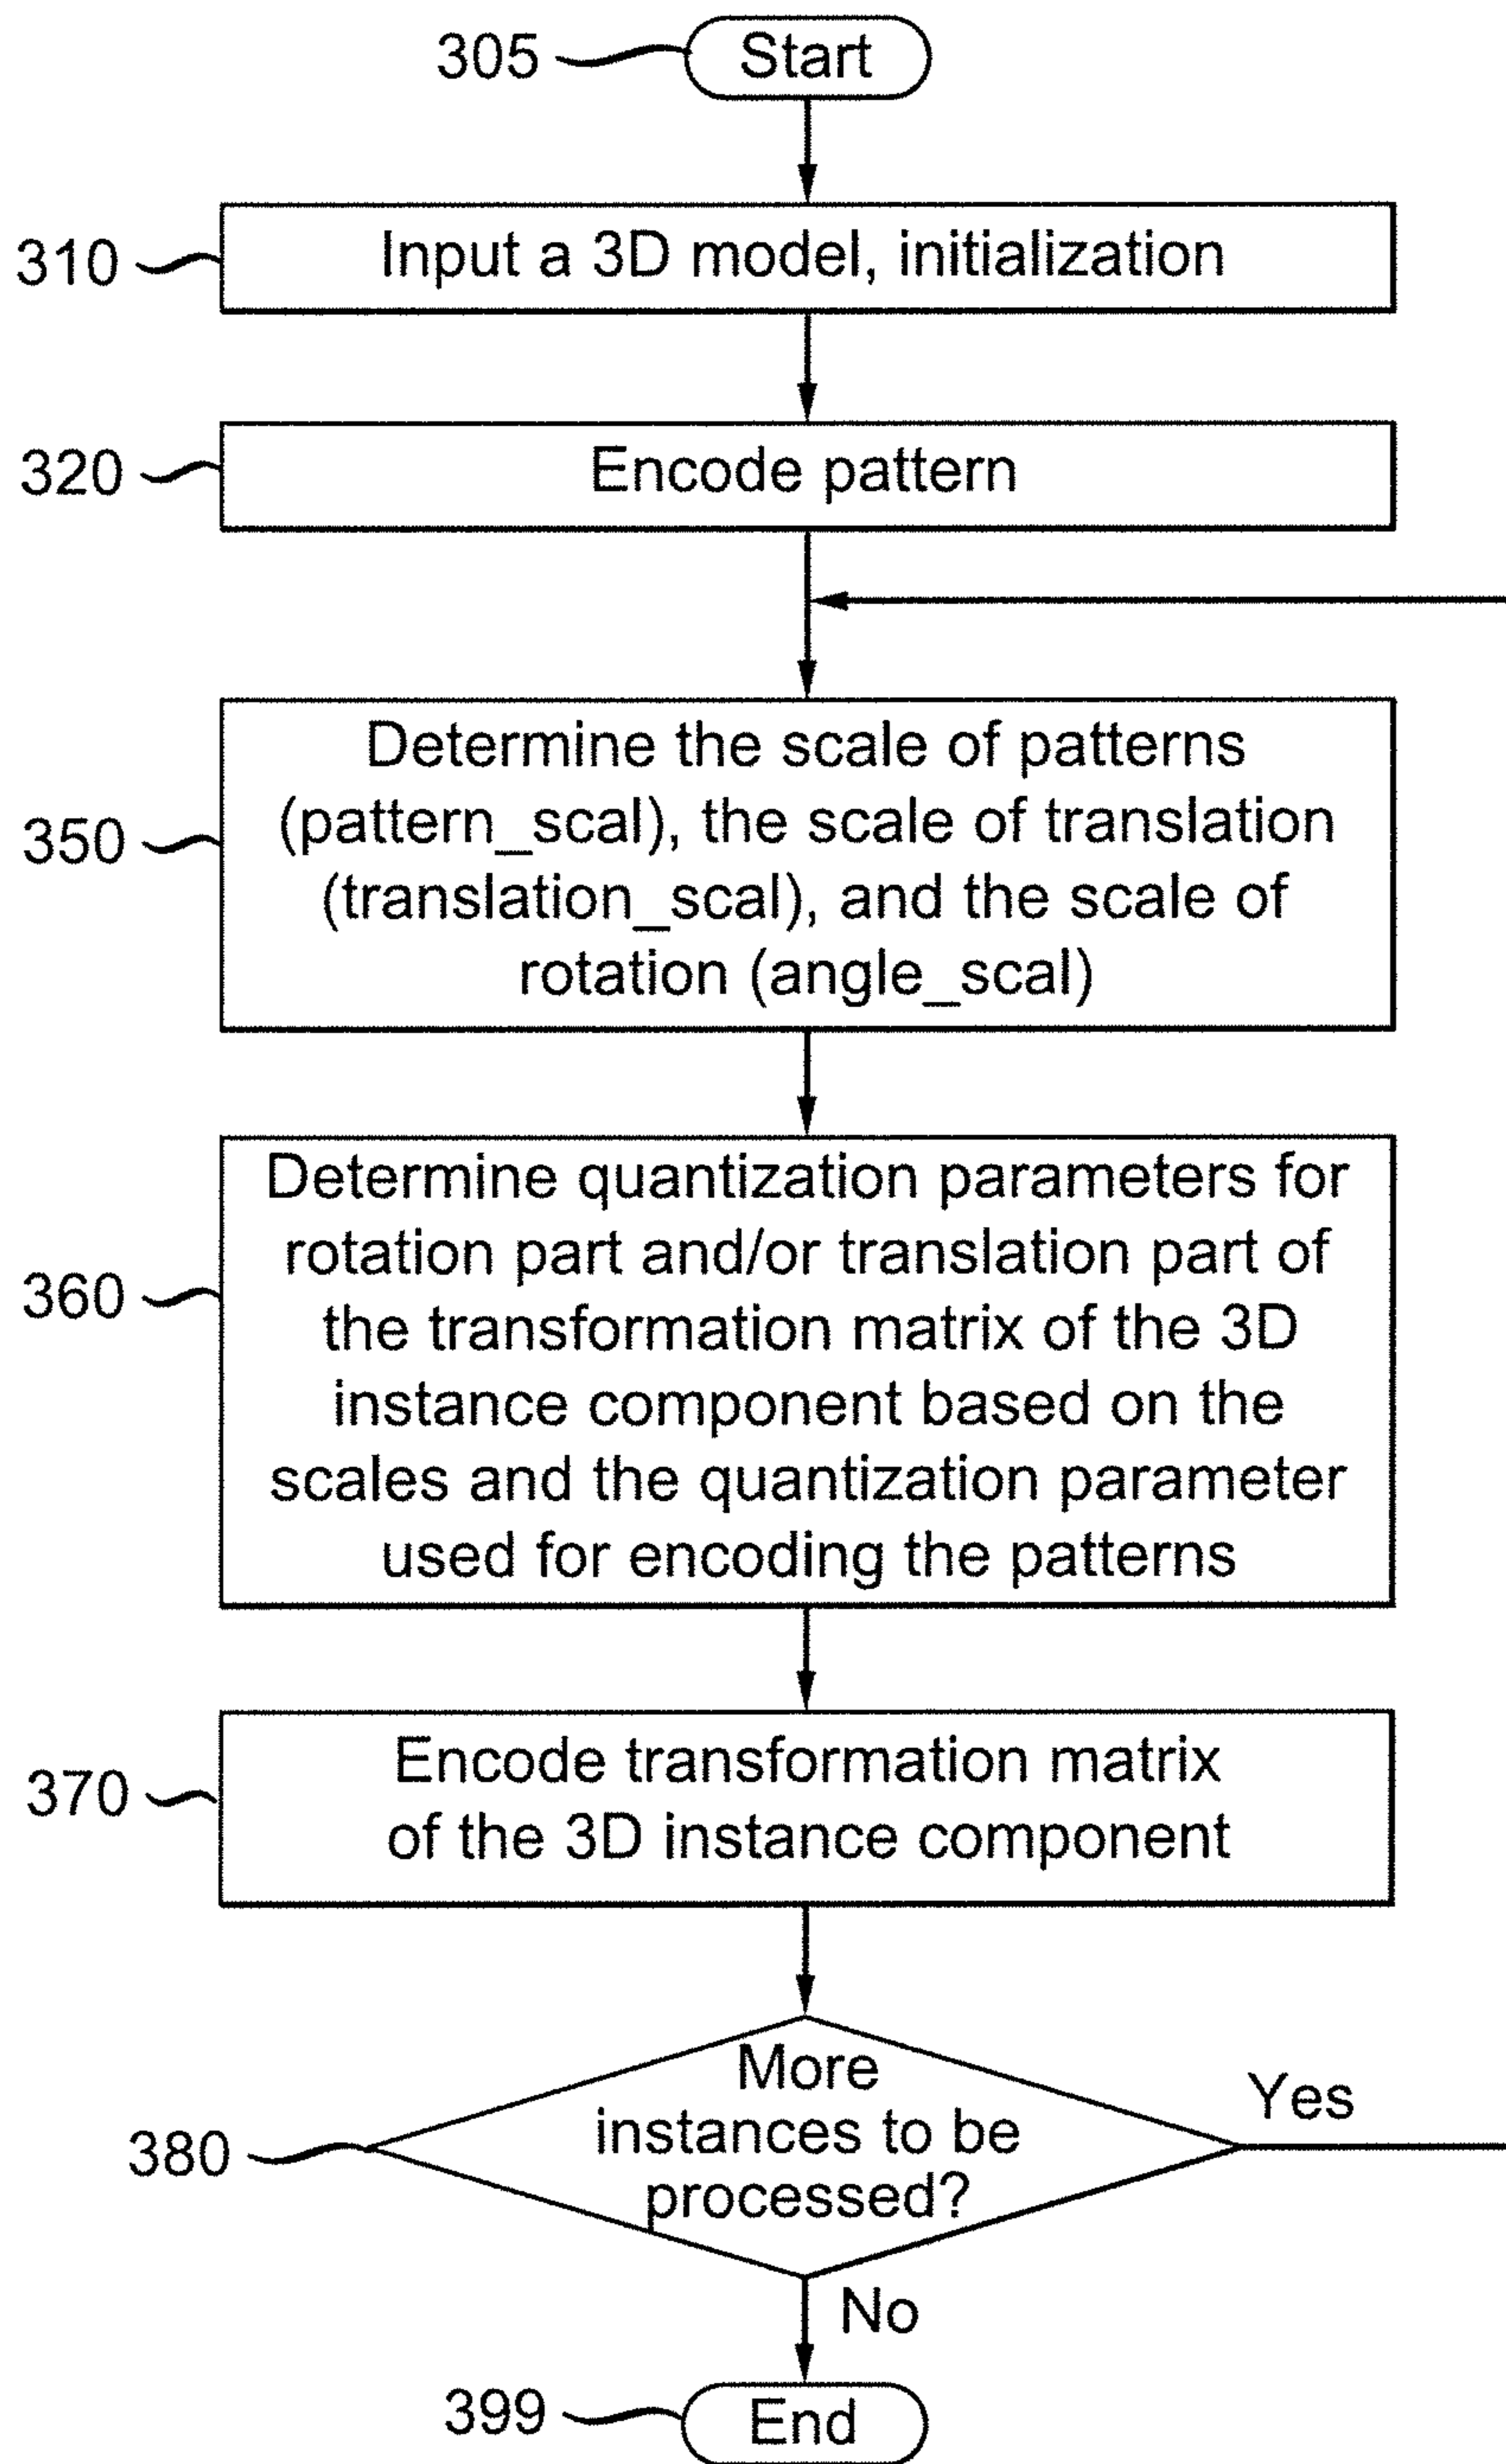 305
Start
310
Input a 3D model, initialization
320
Encode pattern
350
Determine the scale of patterns
(pattern_scal), the scale of translation
(translation_scal), and the scale of
rotation (angle_scal)
360
Determine quantization parameters for
rotation part and/or translation part of
the transformation matrix of the 3D
instance component based on the
scales and the quantization parameter
used for encoding the patterns
370
Encode transformation matrix
of the 3D instance component
380
More
instances to be
processed?
Yes
No
399
End